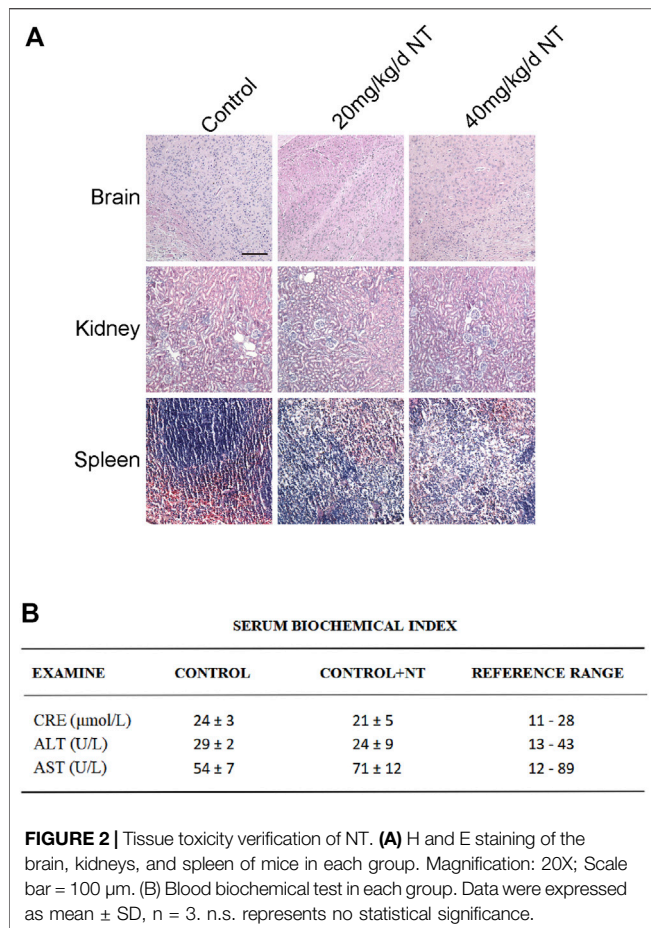 A
Control
20mg/kg/d NT
40mg/kg/d NT
Brain
Kidney
Spleen
B
SERUM BIOCHEMICAL INDEX
EXAMINE CONTROL CONTROL+NT REFERENCE RANGE
CRE (μmol/L) 24 ± 3 21 ± 5 11 - 28
ALT (U/L) 29 ± 2 24 ± 9 13 - 43
AST (U/L) 54 ± 7 71 ± 12 12 - 89
FIGURE 2 | Tissue toxicity verification of NT. (A) H and E staining of the
brain, kidneys, and spleen of mice in each group. Magnification: 20X; Scale
bar = 100 μm. (B) Blood biochemical test in each group. Data were expressed
as mean ± SD, n = 3. n.s. represents no statistical significance.